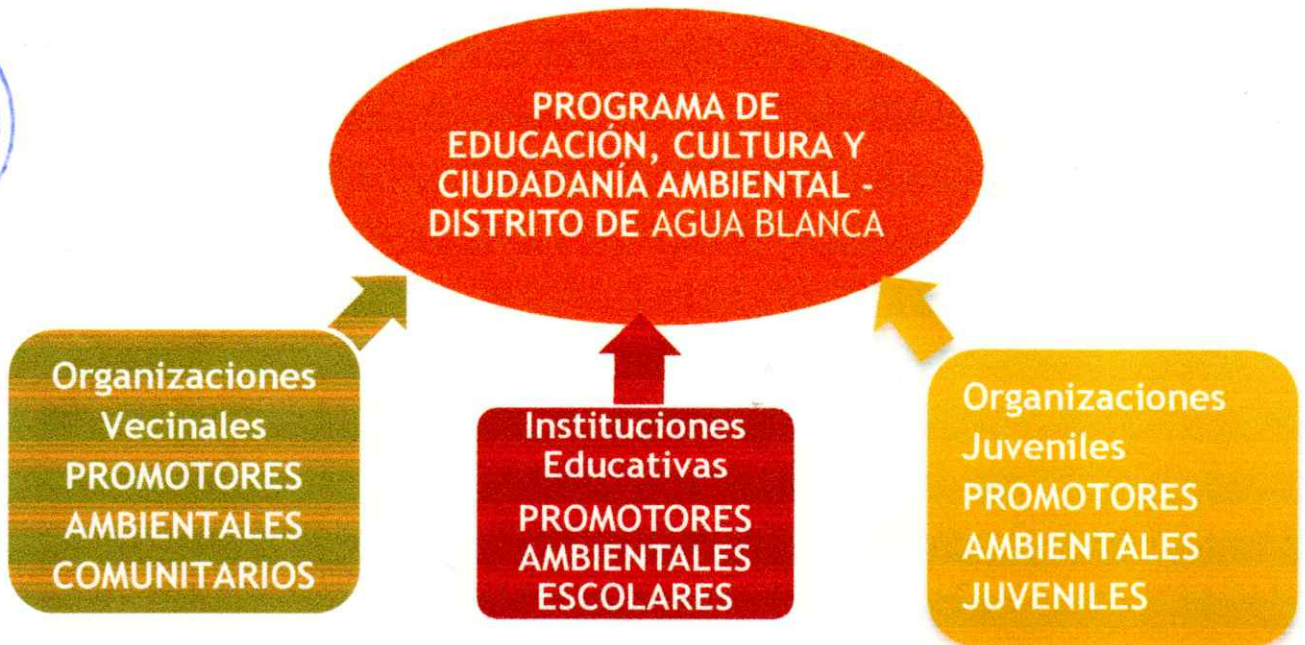 PROGRAMA DE
EDUCACIÓN, CULTURA Y
CIUDADANÍA AMBIENTAL -
DISTRITO DE AGUA BLANCA
Organizaciones
Vecinales
PROMOTORES
AMBIENTALES
COMUNITARIOS
Instituciones
Educativas
PROMOTORES
AMBIENTALES
ESCOLARES
Organizaciones
Juveniles
PROMOTORES
AMBIENTALES
JUVENILES